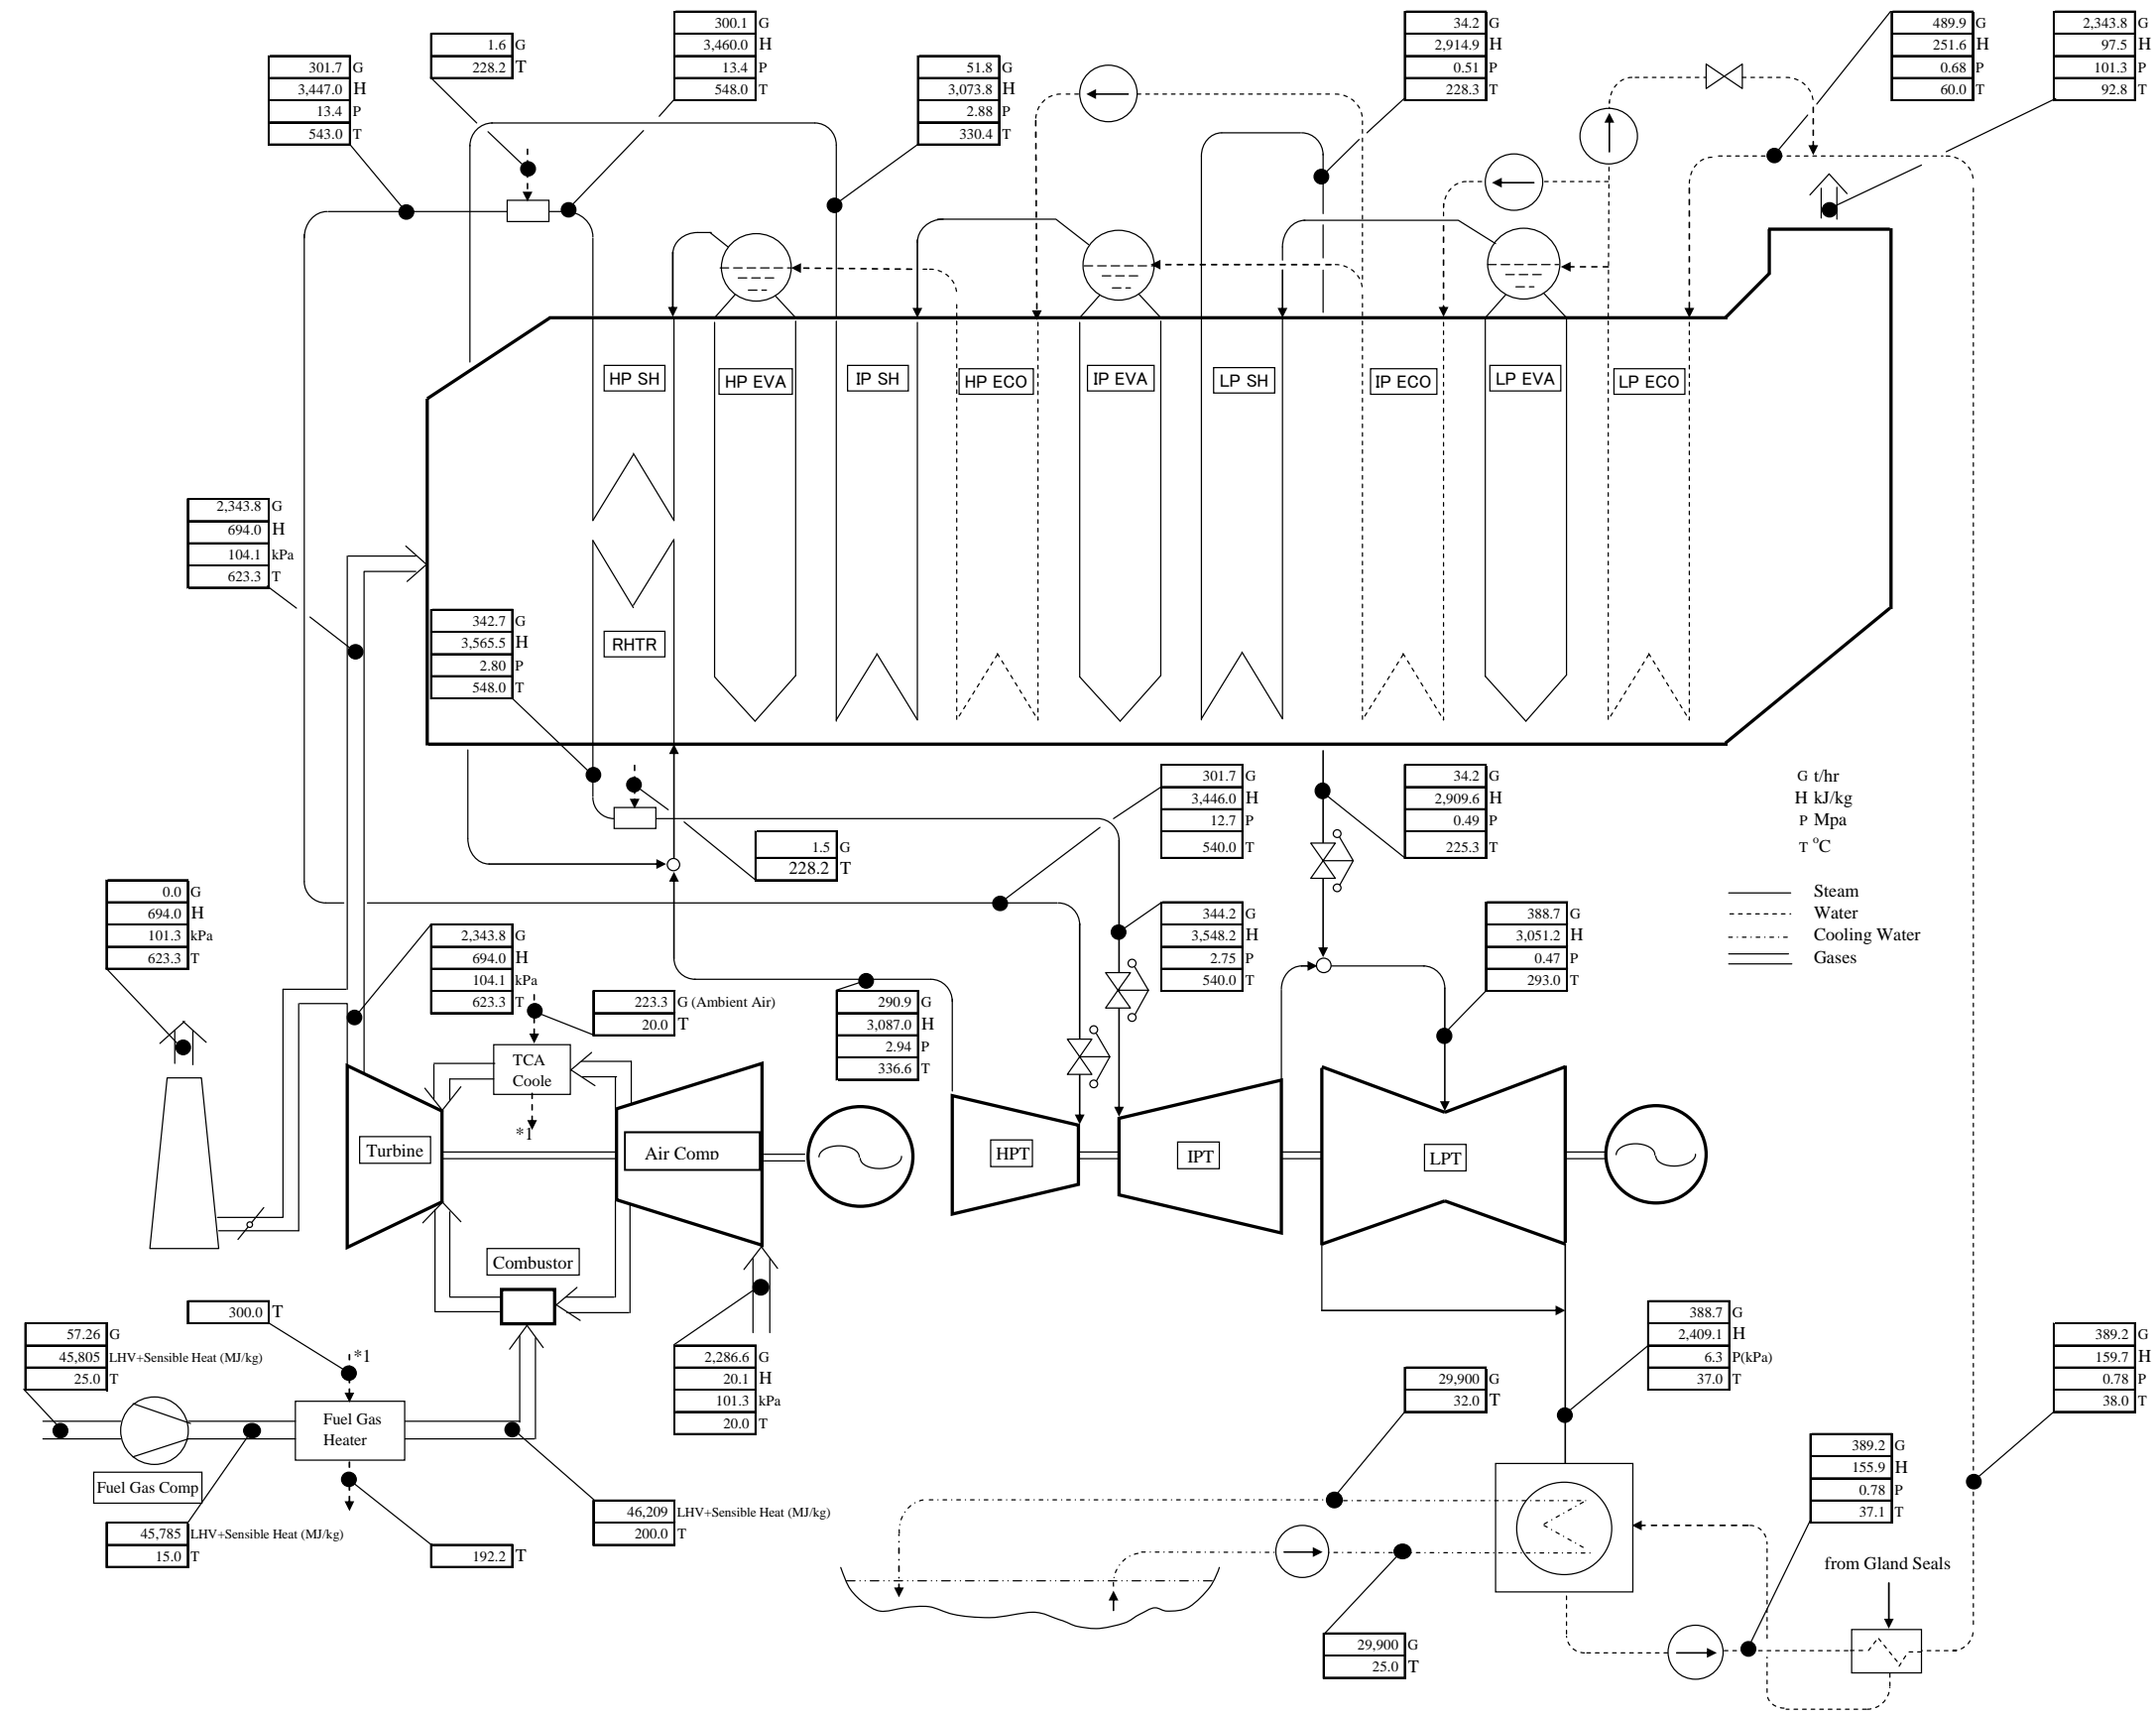 301.7 G
3,447.0 H
13.4 P
543.0 T
1.6 G
228.2 T
300.1 G
3,460.0 H
13.4 P
548.0 T
51.8 G
3,073.8 H
2.88 P
330.4 T
34.2 G
2,914.9 H
0.51 P
228.3 T
489.9 G
251.6 H
0.68 P
60.0 T
2,343.8 G
97.5 H
101.3 P
92.8 T
HP SH
HP EVA
IP SH
HP ECO
IP EVA
LP SH
IP ECO
LP EVA
LP ECO
2,343.8 G
694.0 H
104.1 kPa
623.3 T
342.7 G
3,565.5 H
2.80 P
548.0 T
RHTR
1.5 G
228.2 T
301.7 G
3,446.0 H
12.7 P
540.0 T
34.2 G
2,909.6 H
0.49 P
225.3 T
G t/hr
H kJ/kg
P Mpa
T °C
Steam
Water
Cooling Water
Gases
0.0 G
694.0 H
101.3 kPa
623.3 T
2,343.8 G
694.0 H
104.1 kPa
623.3 T
223.3 G (Ambient Air)
20.0 T
290.9 G
3,087.0 H
2.94 P
336.6 T
344.2 G
3,548.2 H
2.75 P
540.0 T
388.7 G
3,051.2 H
0.47 P
293.0 T
TCA
Coole
*1
Turbine
Air Comp
HPT
IPT
LPT
Combustor
300.0 T
*1
57.26 G
45,805 LHV+Sensible Heat (MJ/kg)
25.0 T
Fuel Gas
Heater
Fuel Gas Comp
45,785 LHV+Sensible Heat (MJ/kg)
15.0 T
192.2 T
46,209 LHV+Sensible Heat (MJ/kg)
200.0 T
2,286.6 G
20.1 H
101.3 kPa
20.0 T
29,900 G
32.0 T
388.7 G
2,409.1 H
6.3 P(kPa)
37.0 T
389.2 G
159.7 H
0.78 P
38.0 T
389.2 G
155.9 H
0.78 P
37.1 T
from Gland Seals
29,900 G
25.0 T